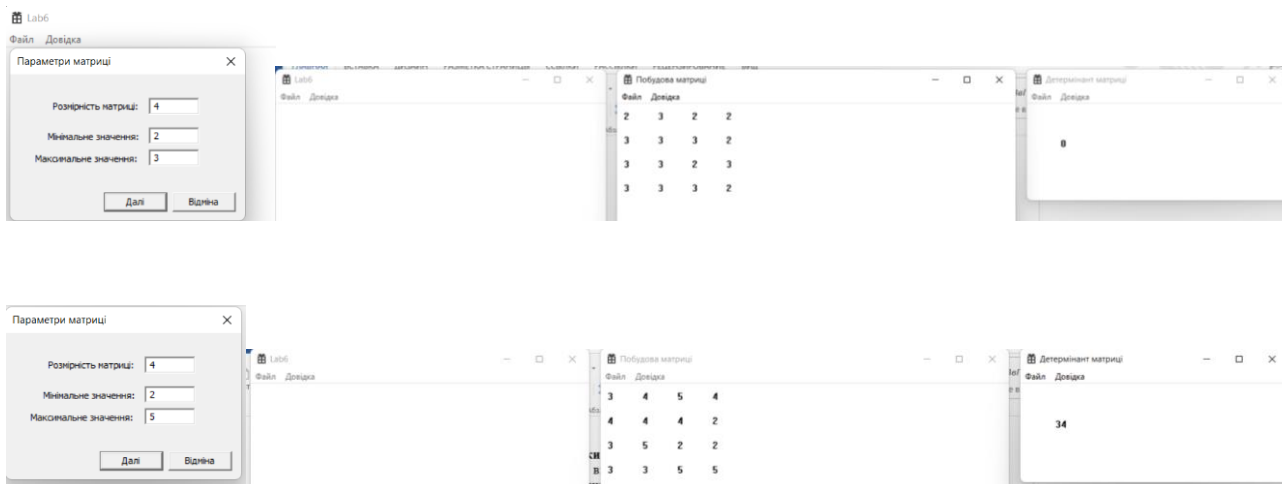 Lab6
Файл Довідка
Параметри матриці
Розмірність матриці: 4
Мінімальне значення: 2
Максимальне значення: 3
Далі Відміна
Lab6
Файл Довідка
Побудова матриці
Файл Довідка
2 3 2 2
3 3 3 2
3 3 2 3
3 3 3 2
Детермінант матриці
Файл Довідка
0
Параметри матриці
Розмірність матриці: 4
Мінімальне значення: 2
Максимальне значення: 5
Далі Відміна
Lab6
Файл Довідка
Побудова матриці
Файл Довідка
3 4 5 4
4 4 4 2
3 5 2 2
3 3 5 5
Детермінант матриці
Файл Довідка
34